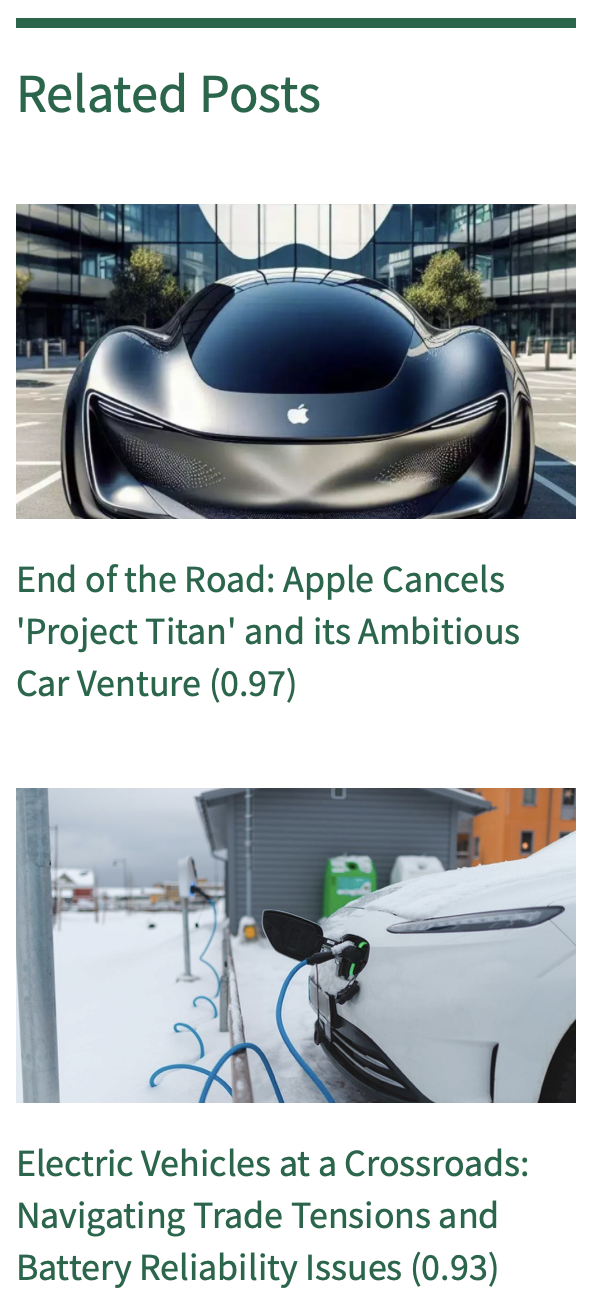 Related Posts
End of the Road: Apple Cancels
'Project Titan' and its Ambitious
Car Venture (0.97)
Electric Vehicles at a Crossroads:
Navigating Trade Tensions and
Battery Reliability Issues (0.93)